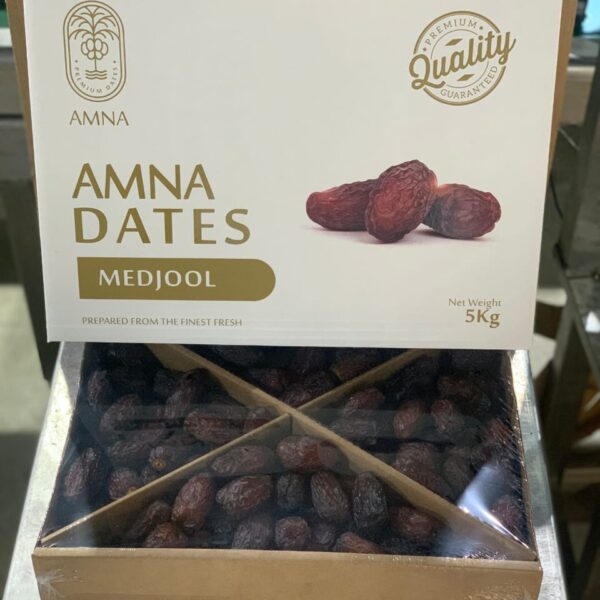 PREMIUM DATES
AMNA
PREMIUM
Quality
GUARANTEED
AMNA
DATES
MEDJOOL
Net Weight
5Kg
PREPARED FROM THE FINEST FRESH